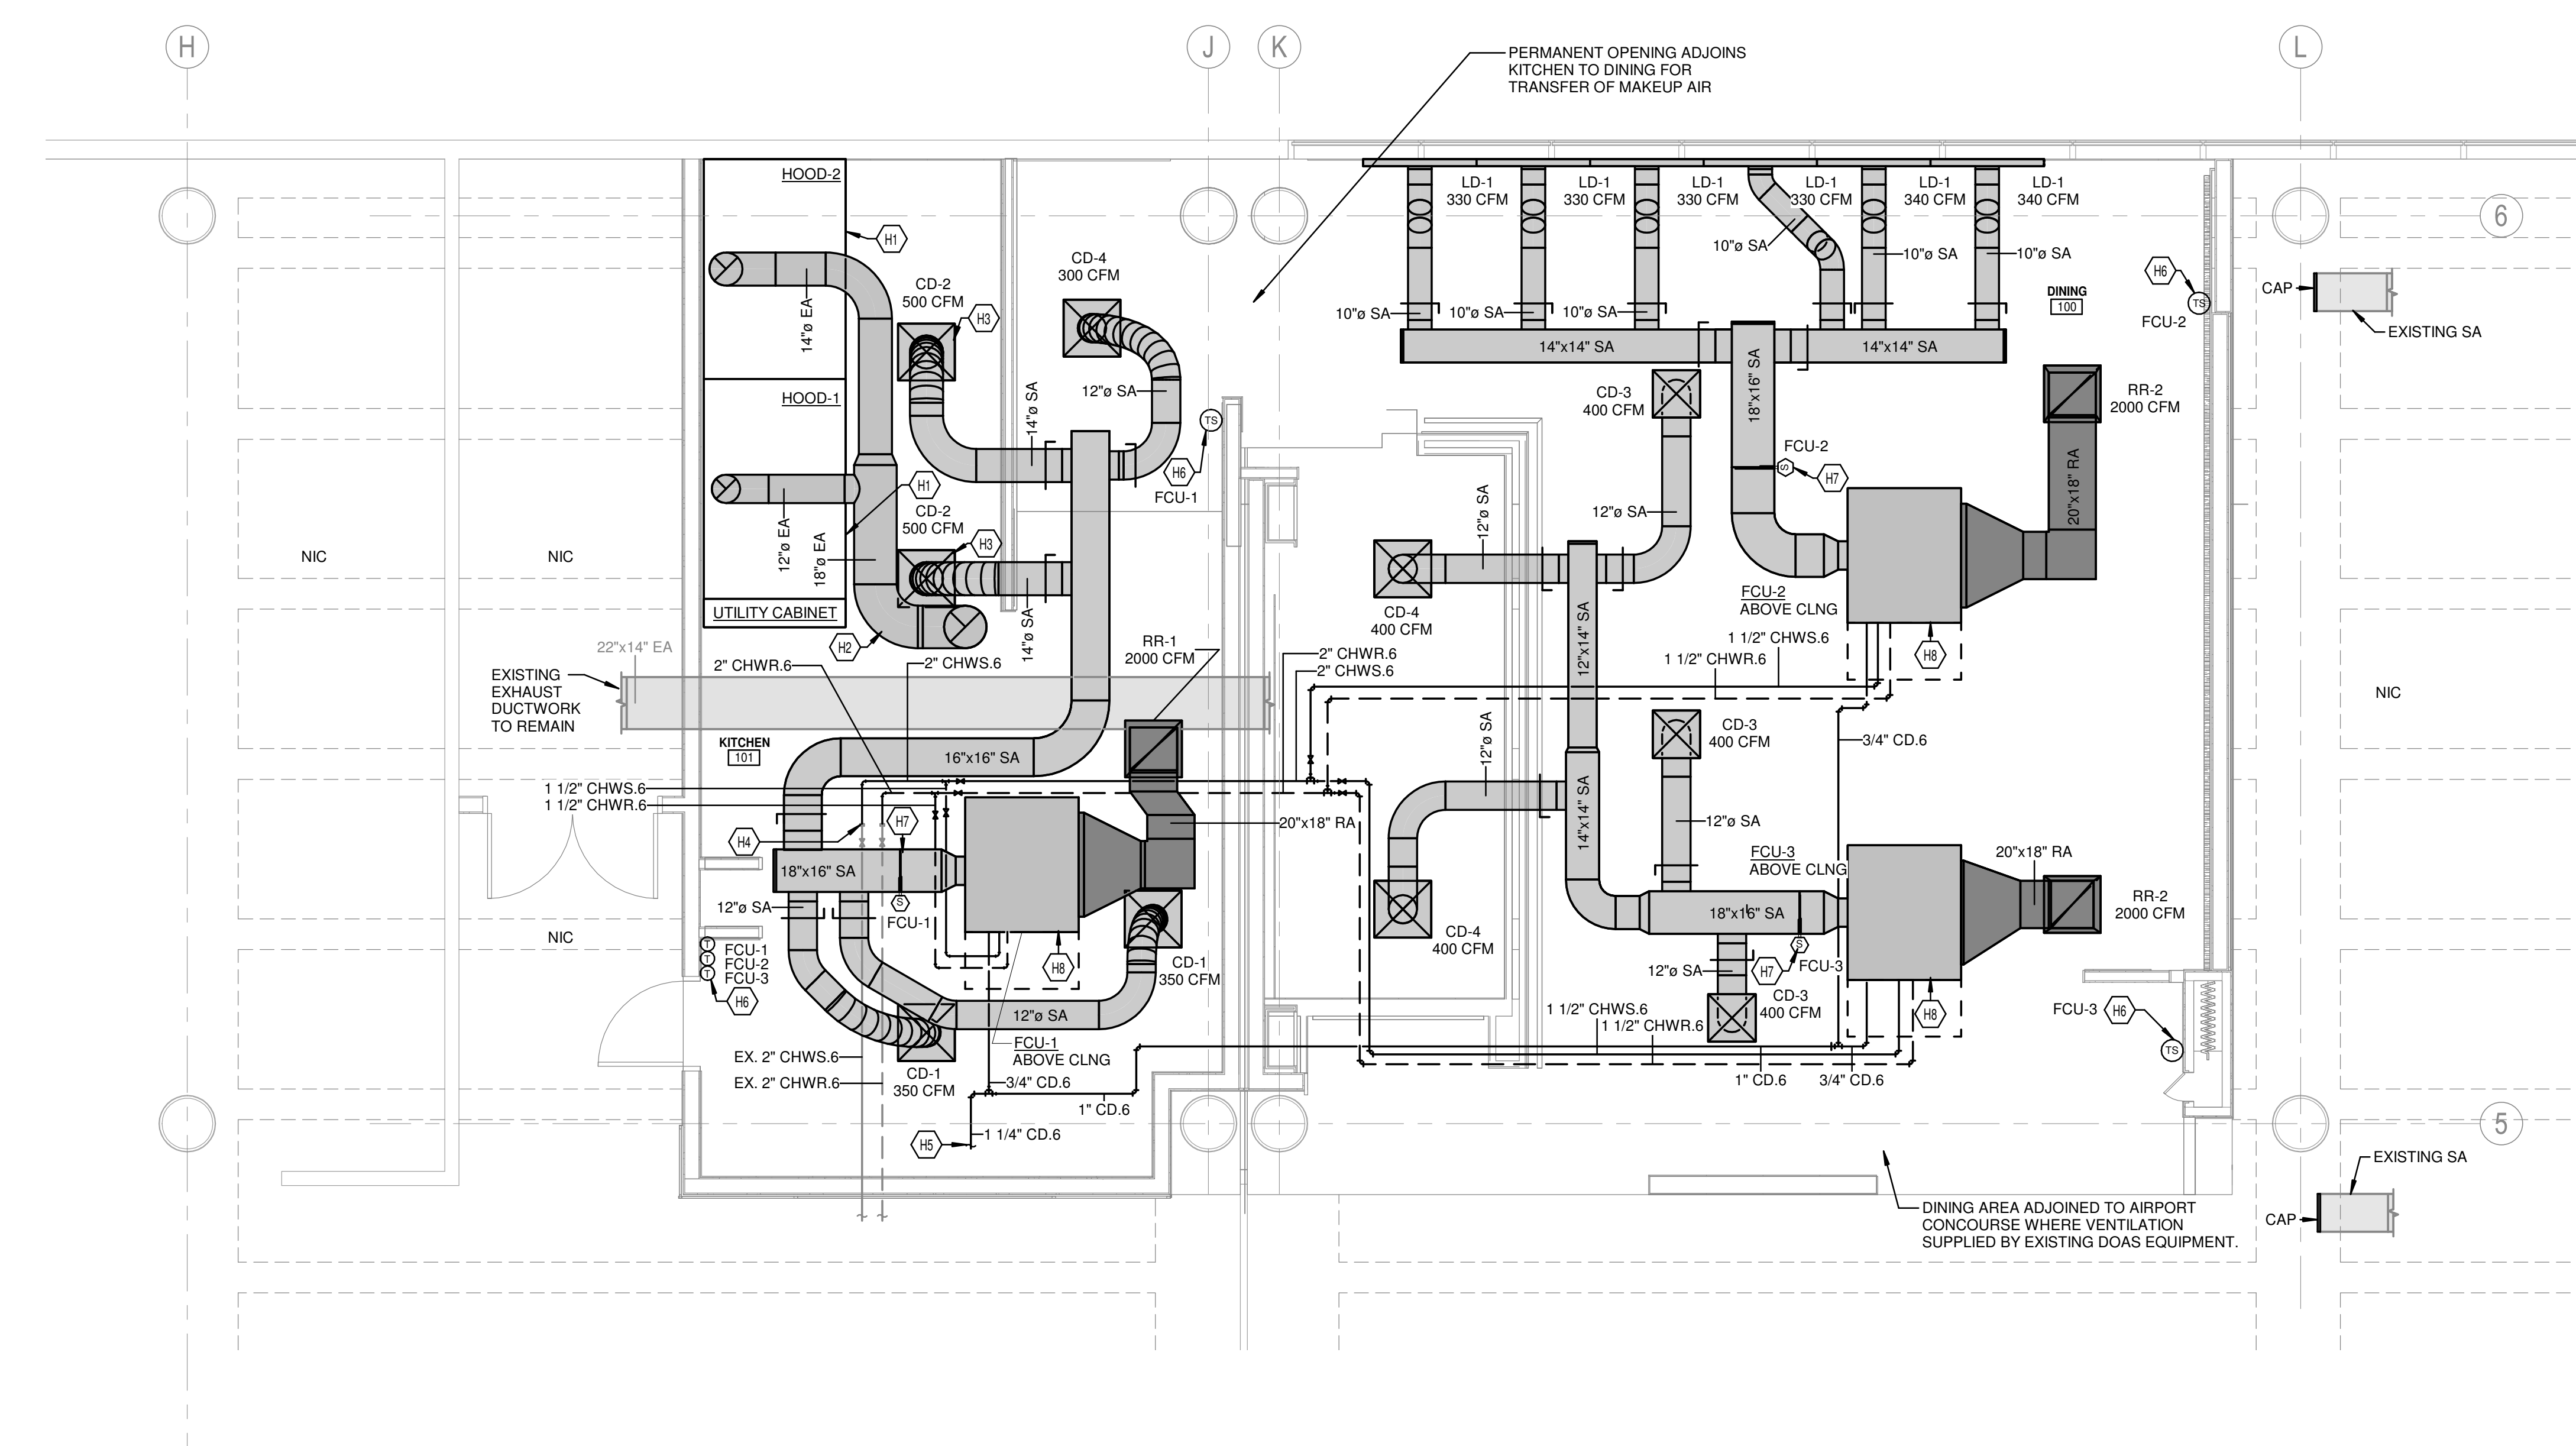 H
J
K
L
PERMANENT OPENING ADJOINS
KITCHEN TO DINING FOR
TRANSFER OF MAKEUP AIR
HOOD-2
H1
14"ø EA
CD-2
500 CFM
H3
CD-4
300 CFM
12"ø SA
14"ø SA
TS
H6
FCU-1
HOOD-1
H1
12"ø EA
18"ø EA
CD-2
500 CFM
H3
14"ø SA
UTILITY CABINET
H2
NIC
NIC
LD-1
330 CFM
LD-1
330 CFM
LD-1
330 CFM
LD-1
330 CFM
LD-1
340 CFM
LD-1
340 CFM
10"ø SA
10"ø SA
10"ø SA
10"ø SA
10"ø SA
10"ø SA
14"x14" SA
14"x14" SA
18"x16" SA
DINING
100
H6
TS
FCU-2
6
CAP
EXISTING SA
CD-3
400 CFM
12"ø SA
12"ø SA
FCU-2
S
H7
RR-2
2000 CFM
20"x18" RA
CD-4
400 CFM
12"x14" SA
FCU-2
ABOVE CLNG
H8
1 1/2" CHWS.6
1 1/2" CHWR.6
22"x14" EA
EXISTING
EXHAUST
DUCTWORK
TO REMAIN
2" CHWR.6
2" CHWS.6
RR-1
2000 CFM
2" CHWR.6
2" CHWS.6
NIC
KITCHEN
101
16"x16" SA
1 1/2" CHWS.6
1 1/2" CHWR.6
H4
H7
20"x18" RA
18"x16" SA
12"ø SA
S
FCU-1
H8
12"ø SA
14"x14" SA
CD-3
400 CFM
12"ø SA
3/4" CD.6
FCU-3
ABOVE CLNG
20"x18" RA
18"x16" SA
RR-2
2000 CFM
CD-4
400 CFM
12"ø SA
H7
S
FCU-3
CD-3
400 CFM
H8
NIC
T
FCU-1
T
FCU-2
T
FCU-3
H6
CD-1
350 CFM
12"ø SA
FCU-1
ABOVE CLNG
EX. 2" CHWS.6
EX. 2" CHWR.6
CD-1
350 CFM
3/4" CD.6
1" CD.6
H5
1 1/4" CD.6
1 1/2" CHWS.6
1 1/2" CHWR.6
1" CD.6
3/4" CD.6
FCU-3
H6
TS
5
EXISTING SA
CAP
DINING AREA ADJOINED TO AIRPORT
CONCOURSE WHERE VENTILATION
SUPPLIED BY EXISTING DOAS EQUIPMENT.